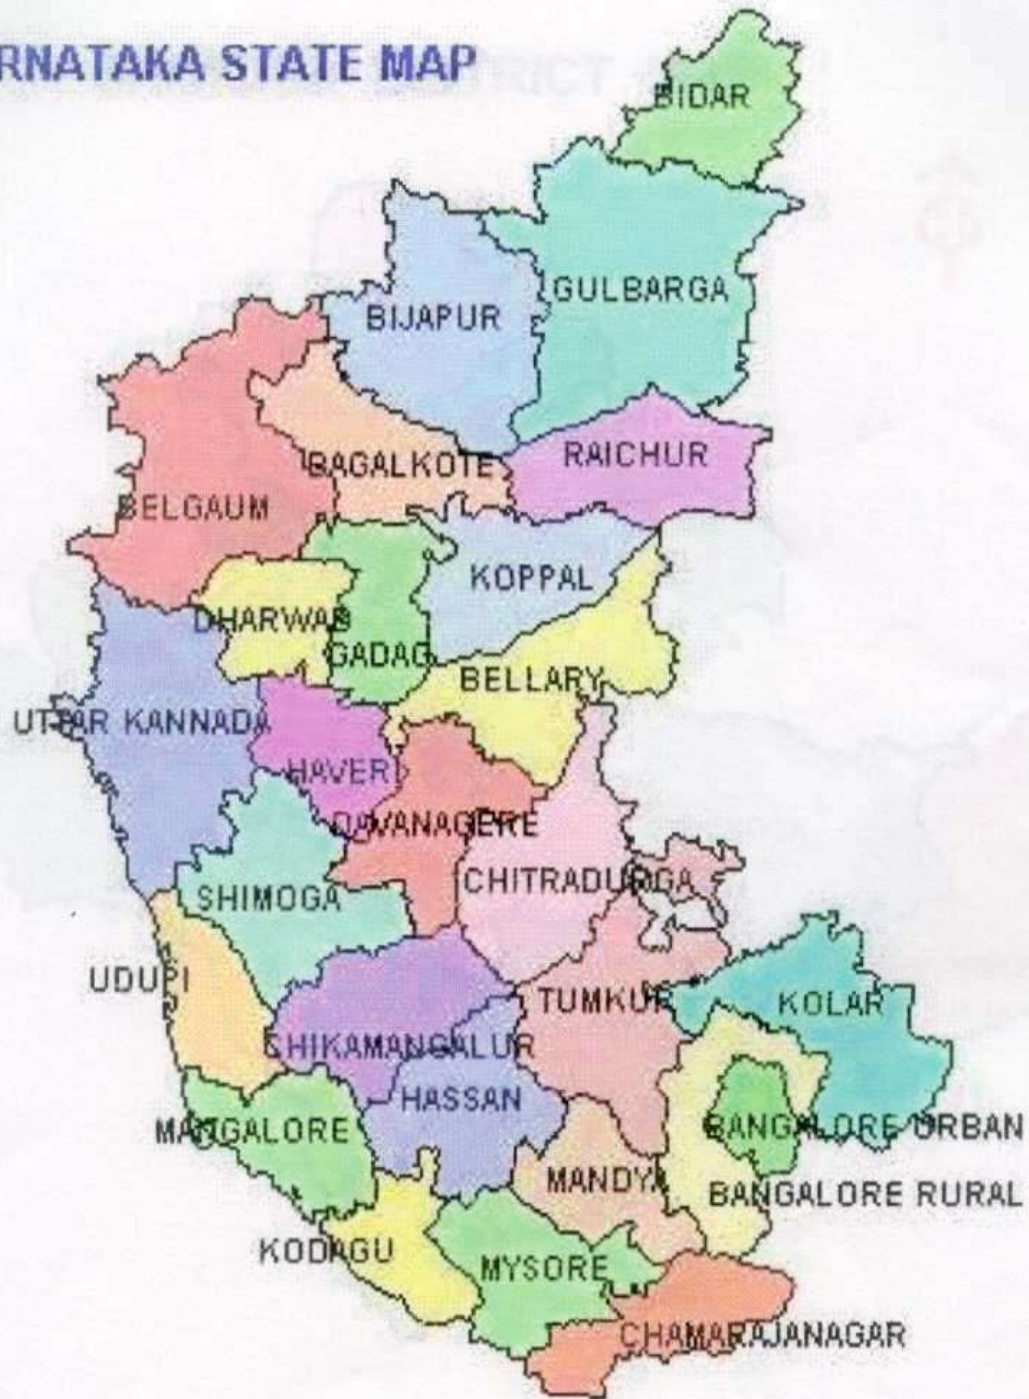 RNATAKA STATE MAP
BIDAR
GULBARGA
BIJAPUR
RAICHUR
BAGALKOTE
BELGAUM
KOPPAL
DHARWAD
GADAG
BELLARY
UTTAR KANNADA
HAVERI
DAVANAGERE
CHITRADURGA
SHIMOGA
UDUPI
TUMKUR
KOLAR
CHIKAMANGALUR
HASSAN
MANGALORE
BANGALORE URBAN
MANDYA
BANGALORE RURAL
KODAGU
MYSORE
CHAMARAJANAGAR